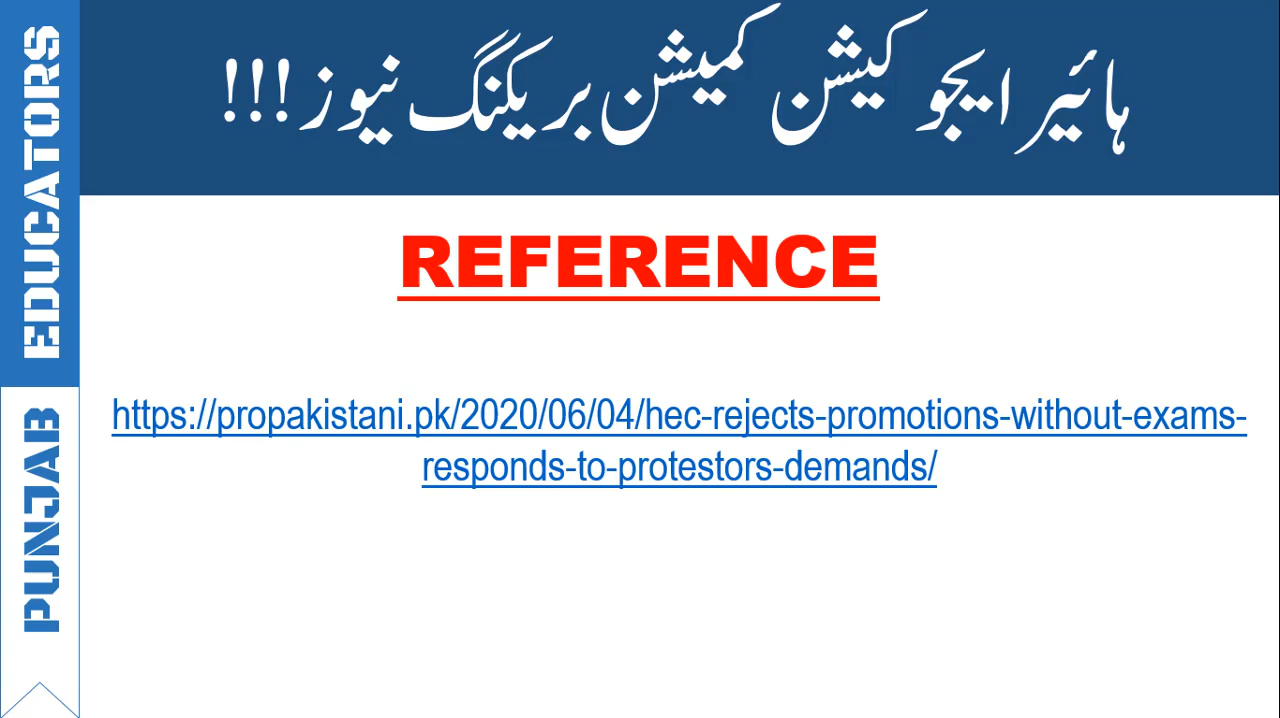 ہائیر ایجوکیشن کمیشن بریکنگ نیوز!!!
REFERENCE
https://propakistani.pk/2020/06/04/hec-rejects-promotions-without-exams-
responds-to-protestors-demands/
PUNJAB EDUCATORS